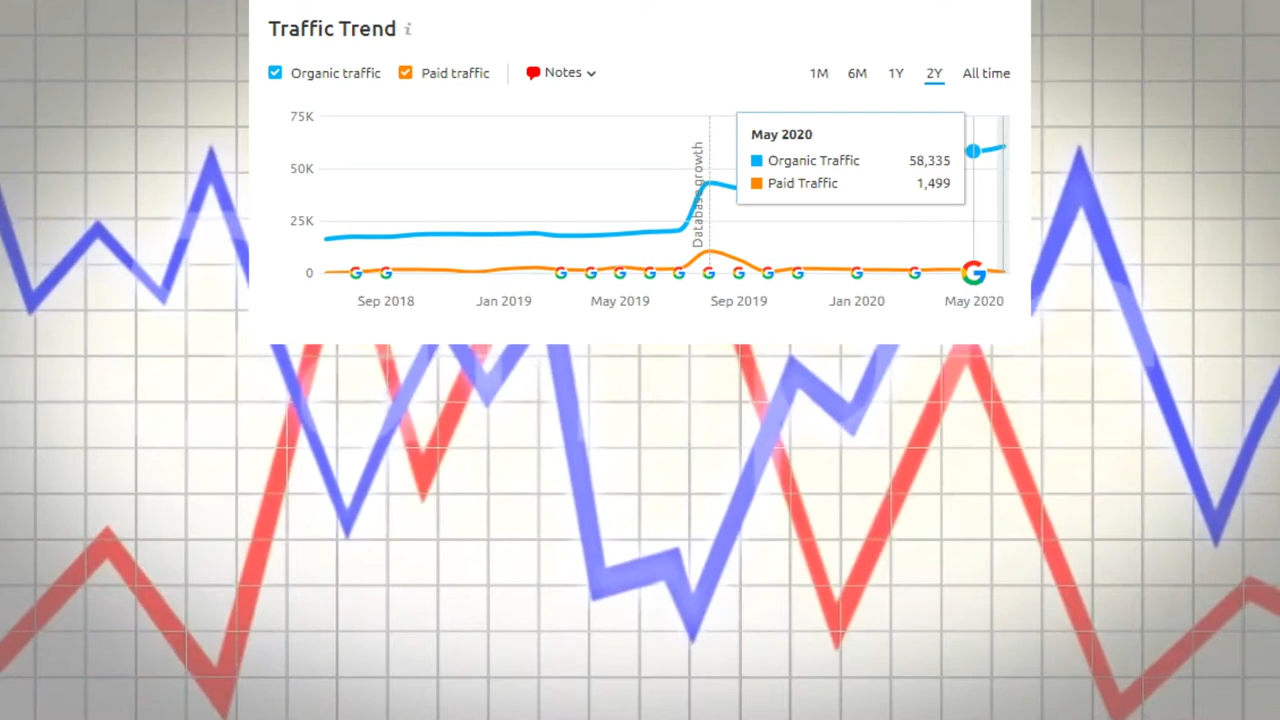 Traffic Trend i
Organic traffic Paid traffic Notes 1M 6M 1Y 2Y All time
75K
50K
25K
0
Database growth
May 2020
Organic Traffic 58,335
Paid Traffic 1,499
Sep 2018 Jan 2019 May 2019 Sep 2019 Jan 2020 May 2020